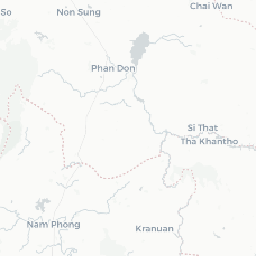 So
Non Sung
Chai Wan
Phan Don
Si That
Tha Khantho
Nam Phong
Kranuan